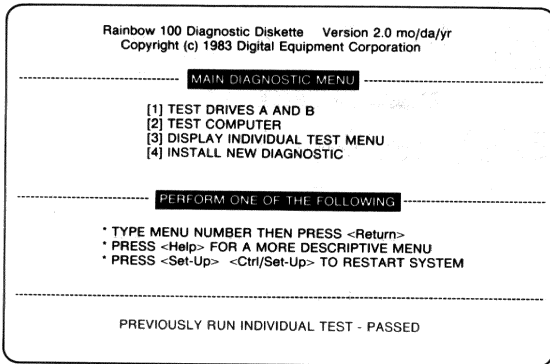 Rainbow 100 Diagnostic Diskette Version 2.0 mo/da/yr
Copyright (c) 1983 Digital Equipment Corporation
MAIN DIAGNOSTIC MENU
[1] TEST DRIVES A AND B
[2] TEST COMPUTER
[3] DISPLAY INDIVIDUAL TEST MENU
[4] INSTALL NEW DIAGNOSTIC
PERFORM ONE OF THE FOLLOWING
* TYPE MENU NUMBER THEN PRESS <Return>
* PRESS <Help> FOR A MORE DESCRIPTIVE MENU
* PRESS <Set-Up> <Ctrl/Set-Up> TO RESTART SYSTEM
PREVIOUSLY RUN INDIVIDUAL TEST - PASSED